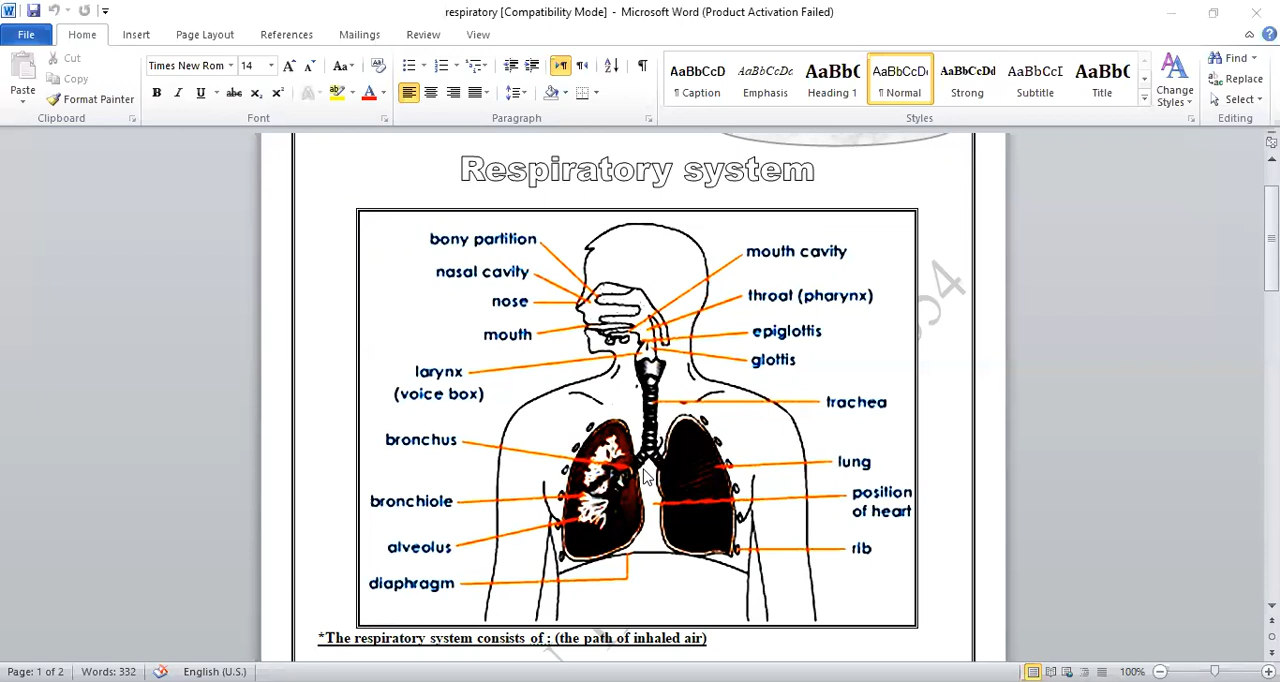 respiratory [Compatibility Mode] - Microsoft Word (Product Activation Failed)
File Home Insert Page Layout References Mailings Review View
Paste
Cut
Copy
Format Painter
Clipboard
Times New Rom 14
Font
Paragraph
AaBbCcD AaBbCcDc AaBb( AaBbCcDı AaBbCcDd AaBbCcI AaBb(
¶ Caption Emphasis Heading 1 ¶ Normal Strong Subtitle Title
Change Styles
Styles
Find
Replace
Select
Editing
Respiratory system
bony partition
nasal cavity
nose
mouth
larynx
(voice box)
bronchus
bronchiole
alveolus
diaphragm
mouth cavity
throat (pharynx)
epiglottis
glottis
trachea
lung
position
of heart
rib
*The respiratory system consists of : (the path of inhaled air)
Page: 1 of 2 Words: 332 English (U.S.) 100%